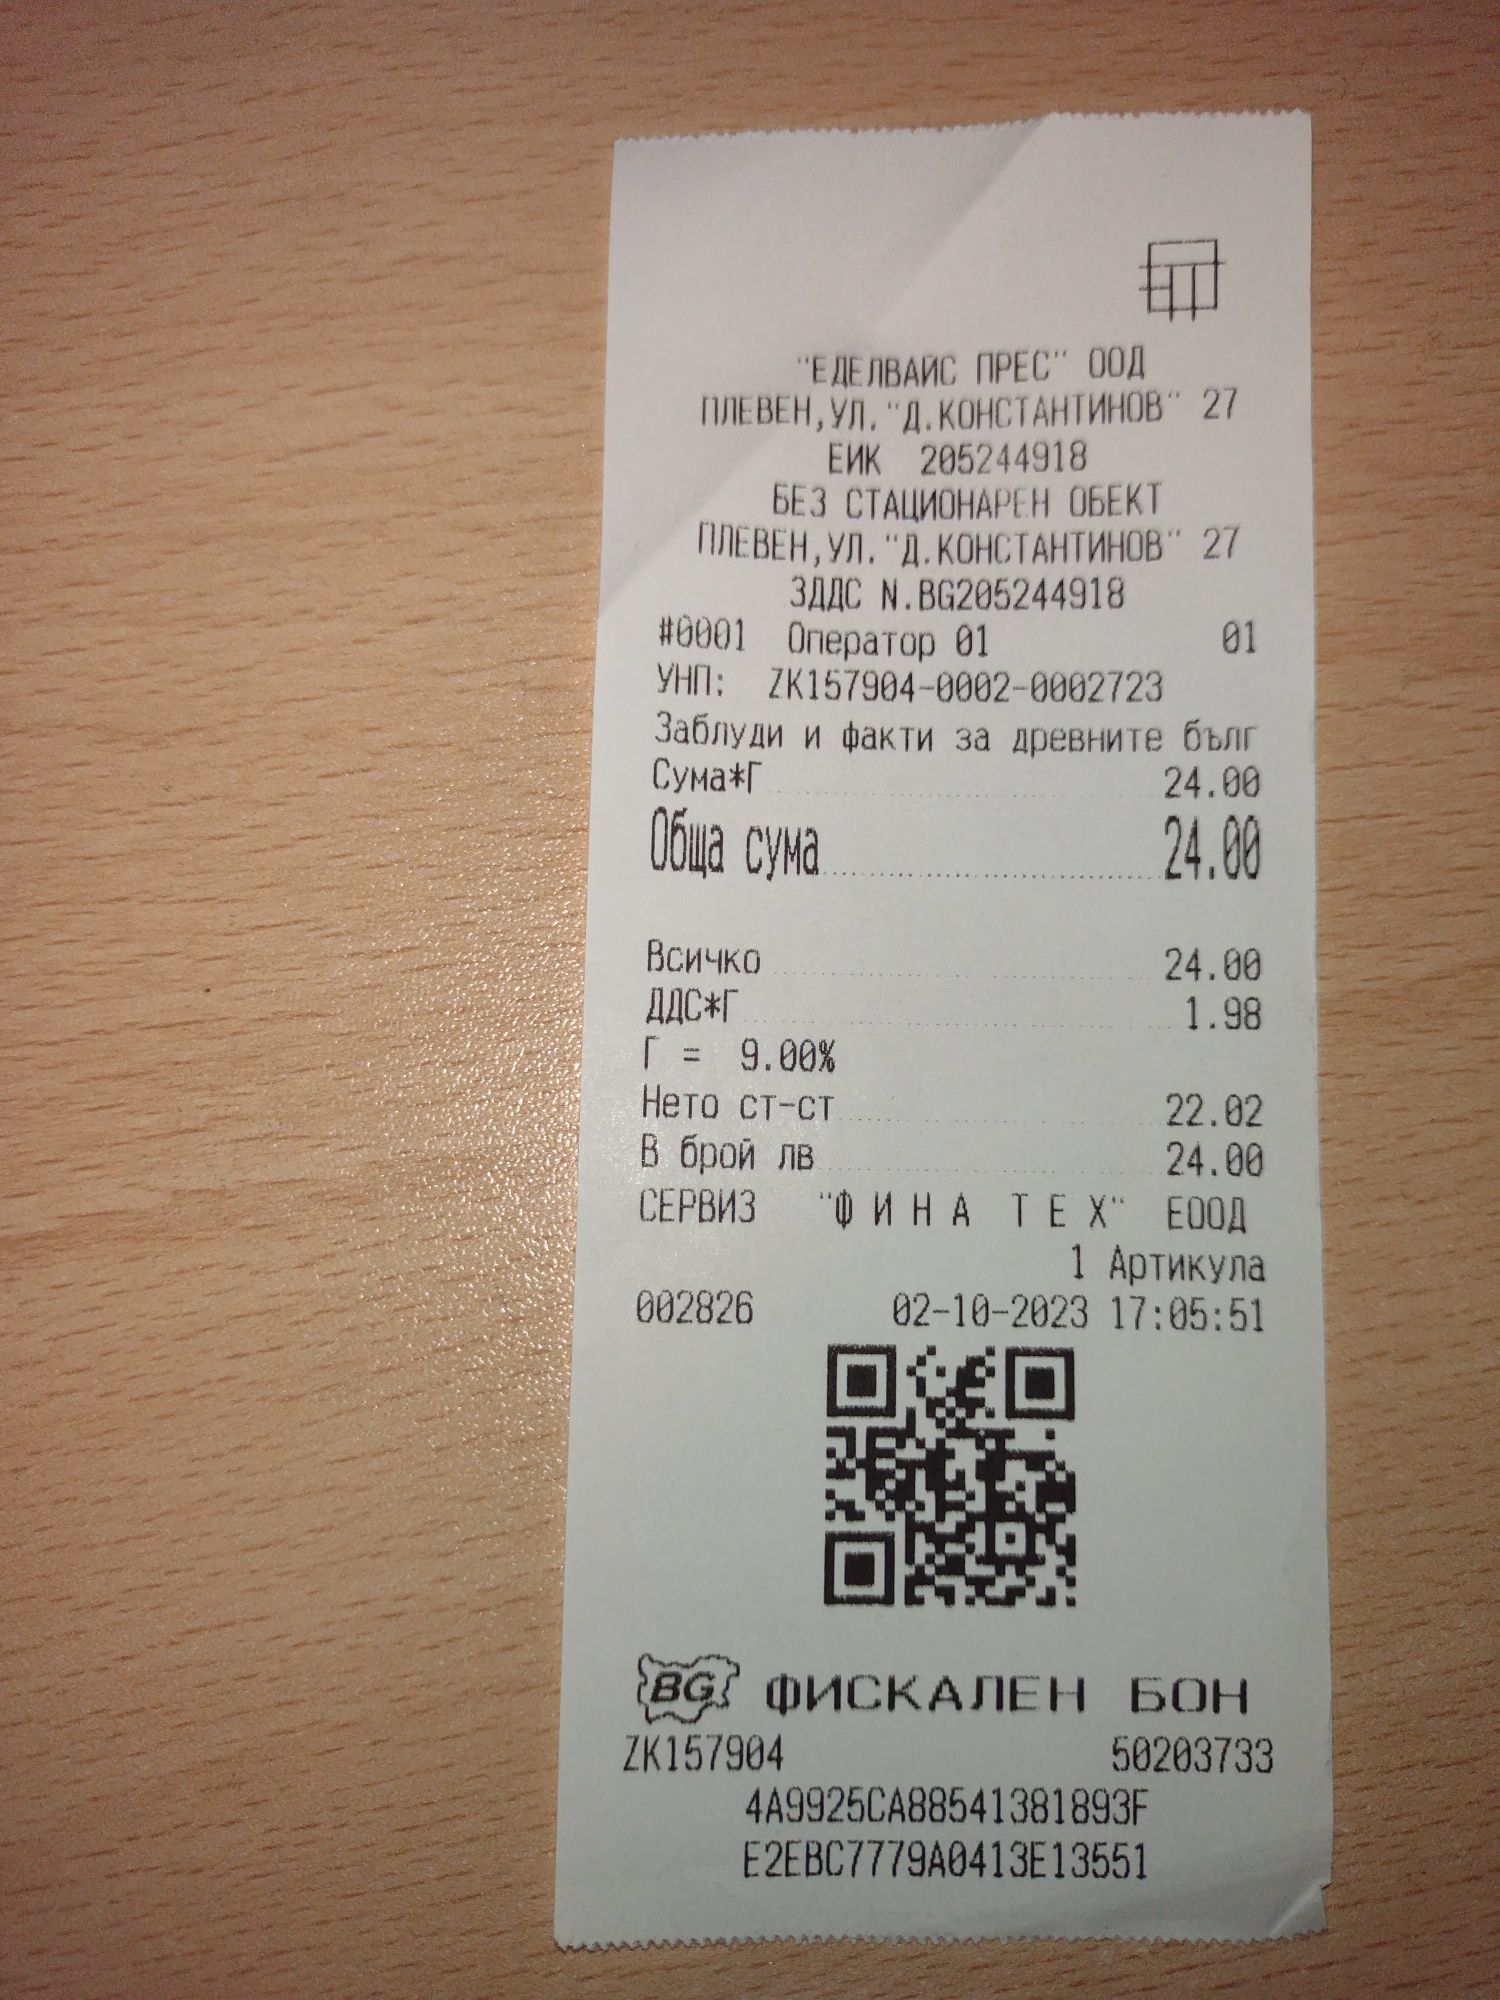 "ЕДЕЛВАЙС ПРЕС" ООД
ПЛЕВЕН,УЛ."Д.КОНСТАНТИНОВ" 27
ЕИК 205244918
БЕЗ СТАЦИОНАРЕН ОБЕКТ
ПЛЕВЕН,УЛ."Д.КОНСТАНТИНОВ" 27
ЗДДС N.BG205244918
#0001 Оператор 01 01
УНП: ZK157904-0002-0002723
Заблуди и факти за древните бълг
Сума*Г 24.00
Обща сума 24.00
Всичко 24.00
ДДС*Г 1.98
Г = 9.00%
Нето ст-ст 22.02
В брой лв 24.00
СЕРВИЗ "Ф И Н А Т Е Х" ЕООД
1 Артикула
002826 02-10-2023 17:05:51
BG ФИСКАЛЕН БОН
ZK157904 50203733
4A9925CA88541381893F
E2EBC7779A0413E13551